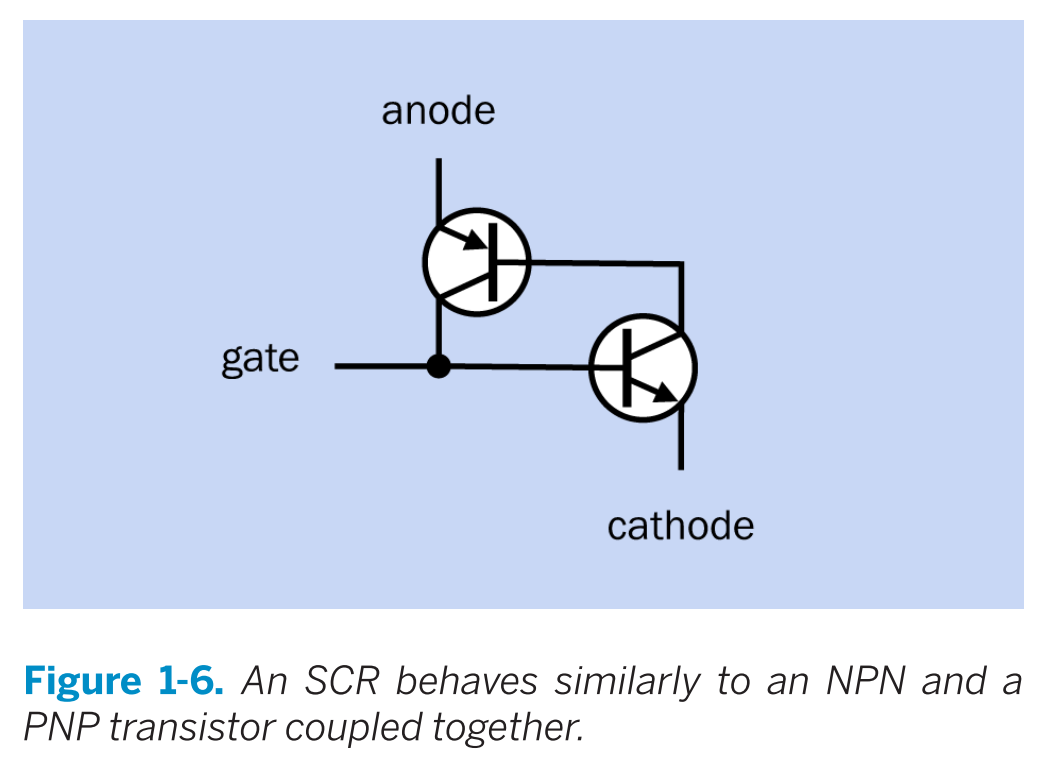 anode
gate
cathode
Figure 1-6. An SCR behaves similarly to an NPN and a
PNP transistor coupled together.